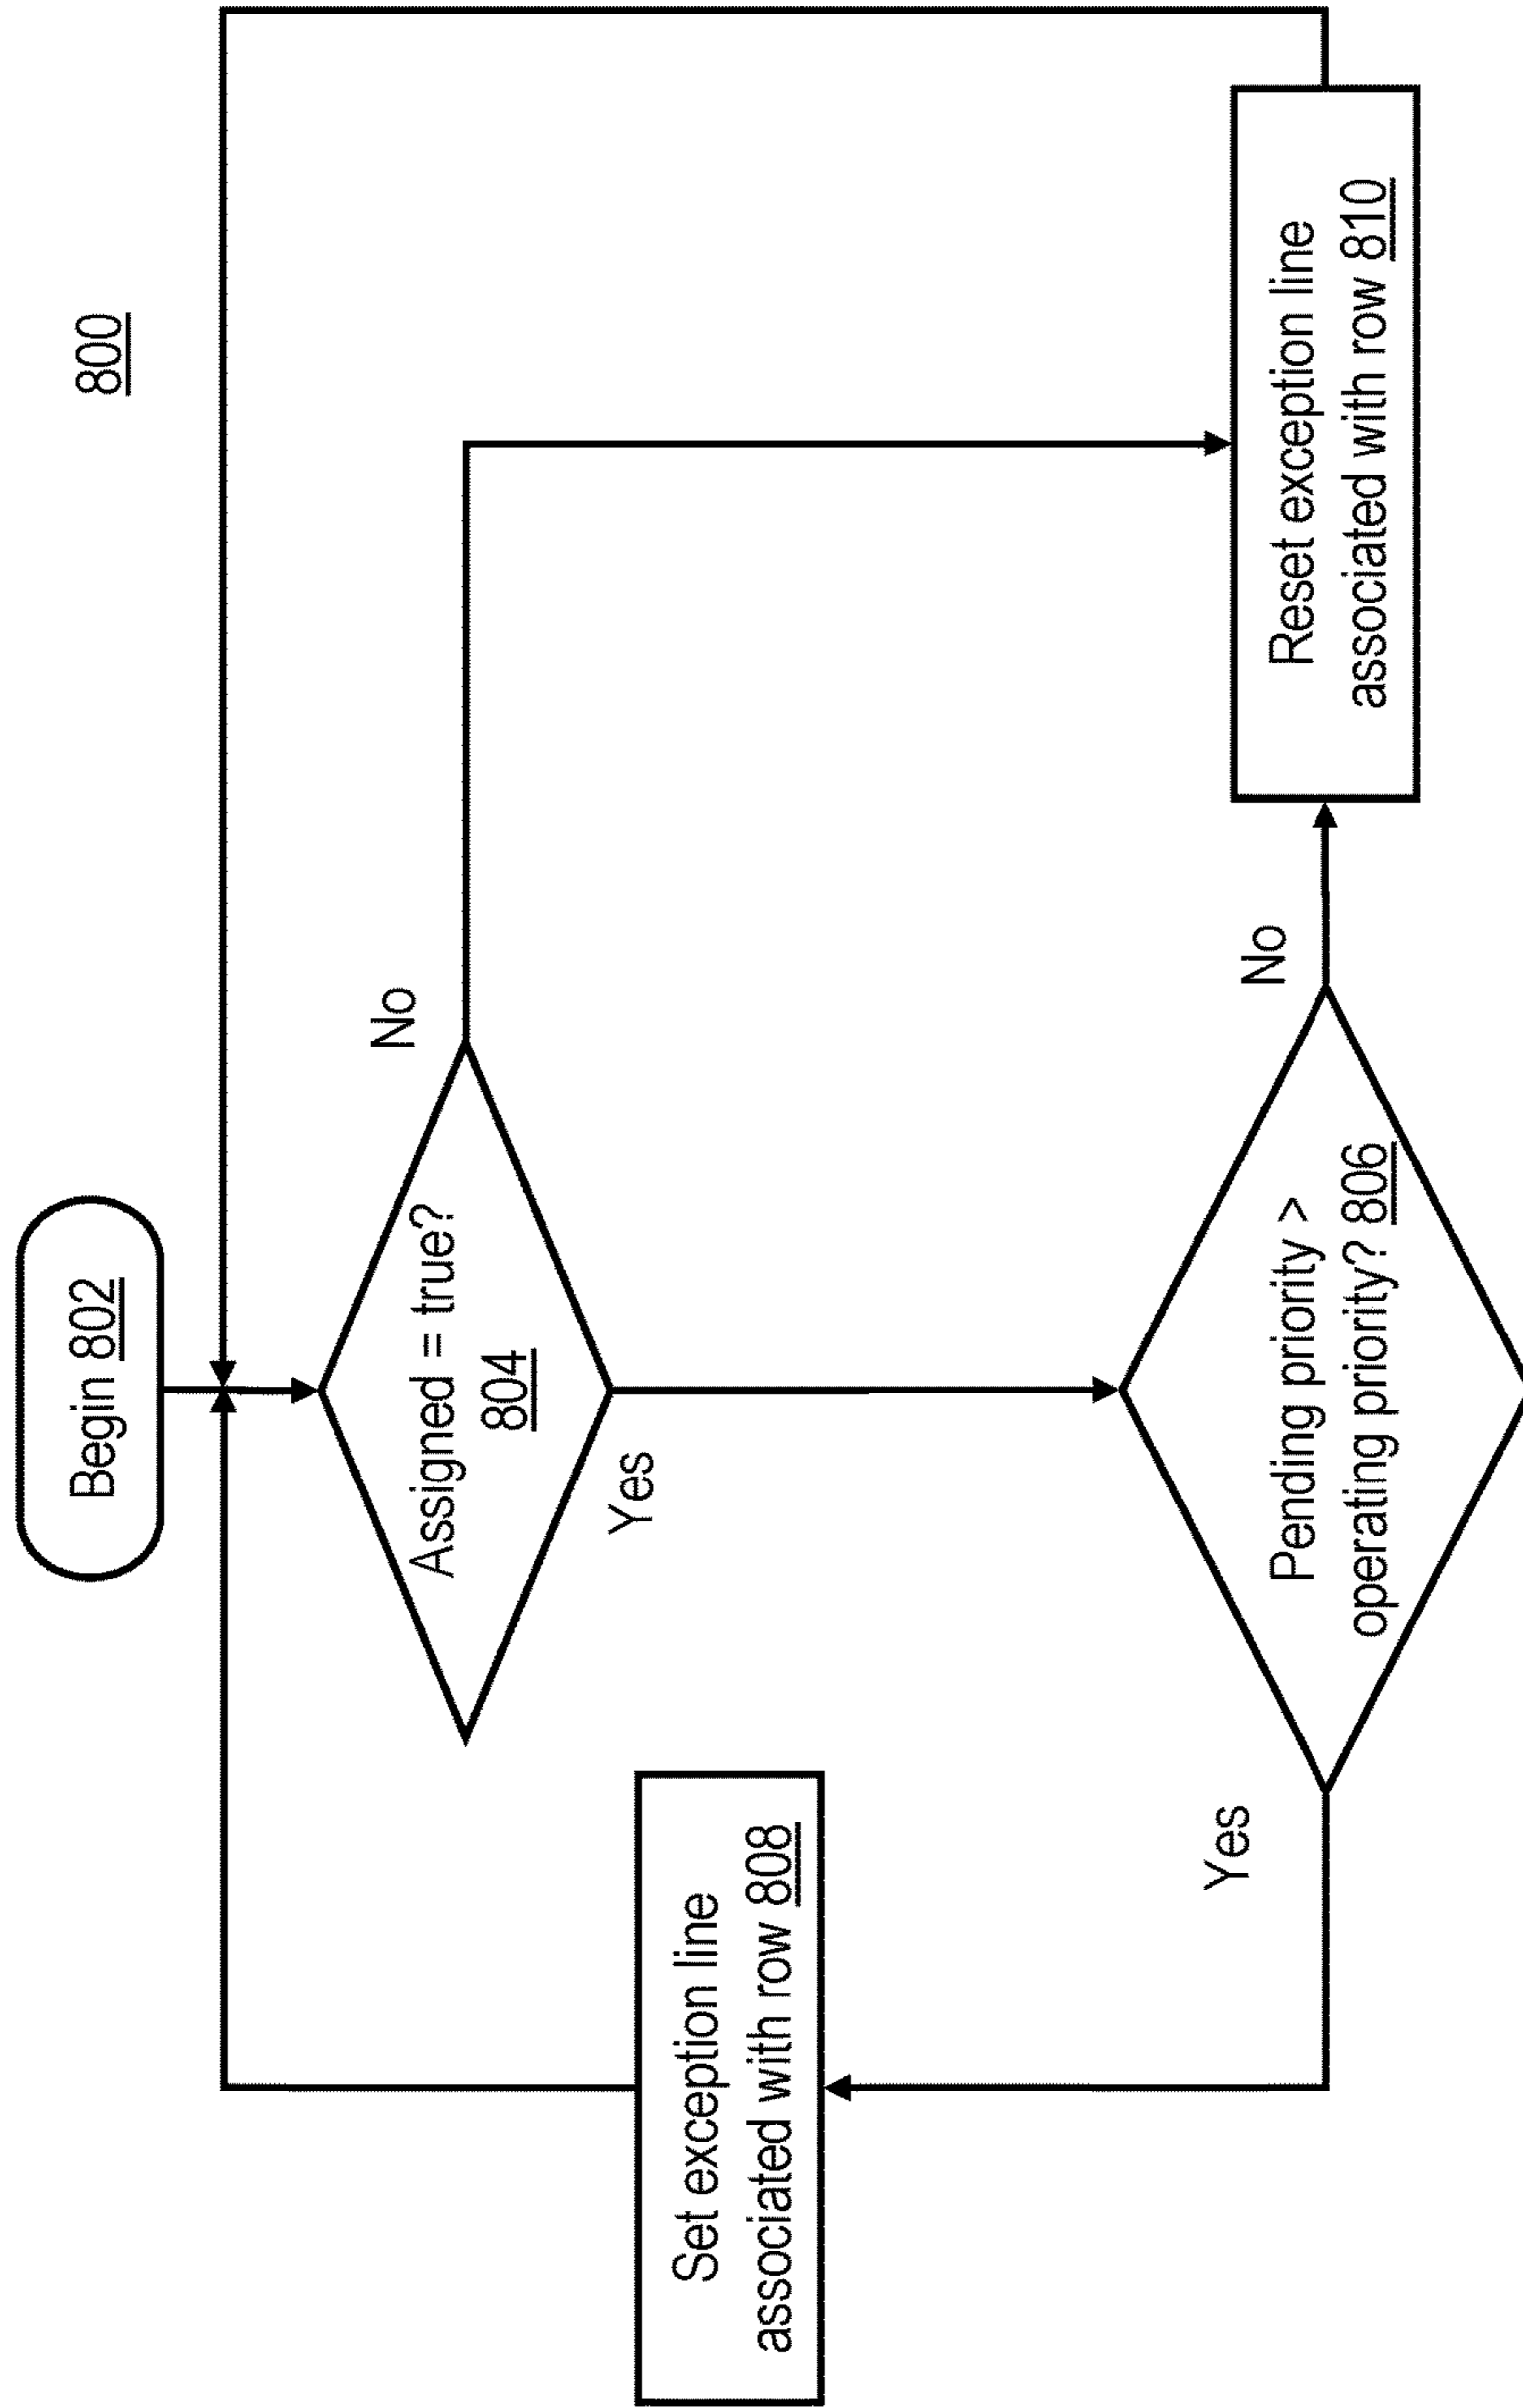 800
Begin 802
Assigned = true?
804
No
Yes
Set exception line
associated with row 808
Pending priority >
operating priority? 806
Yes
No
Reset exception line
associated with row 810